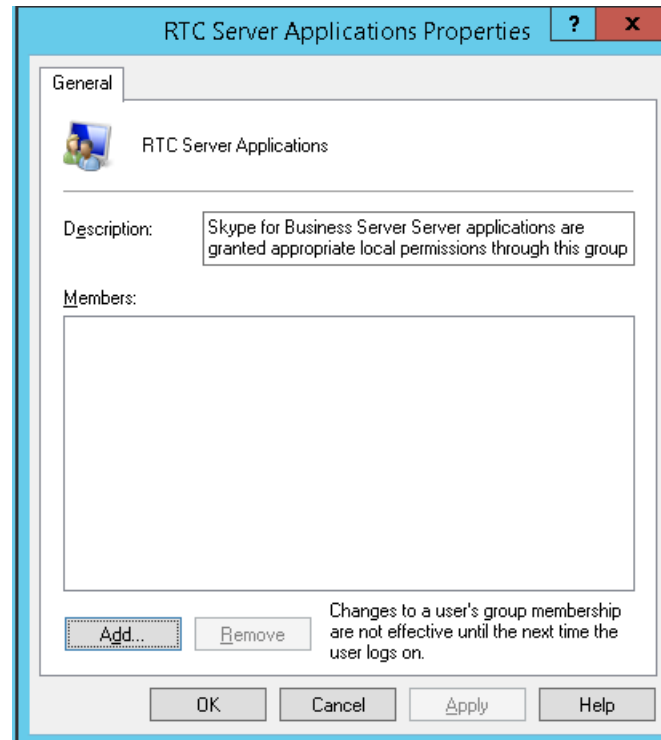 RTC Server Applications Properties
?
x
General
RTC Server Applications
Description:
Skype for Business Server Server applications are
granted appropriate local permissions through this group
Members:
Add...
Remove
Changes to a user's group membership
are not effective until the next time the
user logs on.
OK
Cancel
Apply
Help